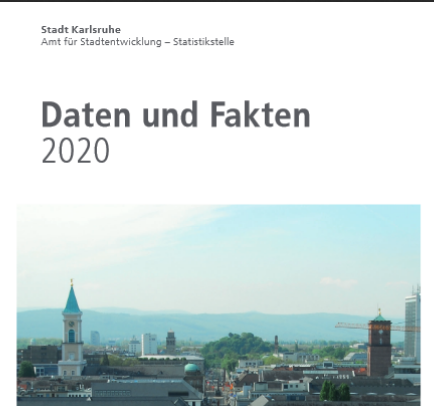 Stadt Karlsruhe
Amt für Stadtentwicklung – Statistikstelle
Daten und Fakten
2020